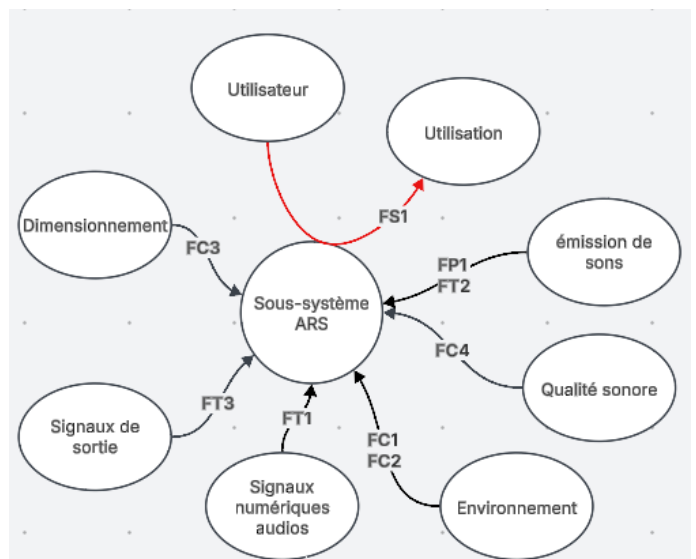 Utilisateur
Utilisation
Dimensionnement
FS1
FC3
émission de
sons
FP1
FT2
Sous-système
ARS
FC4
Qualité sonore
FT3
FT1
Signaux de
sortie
FC1
FC2
Signaux
numériques
audios
Environnement